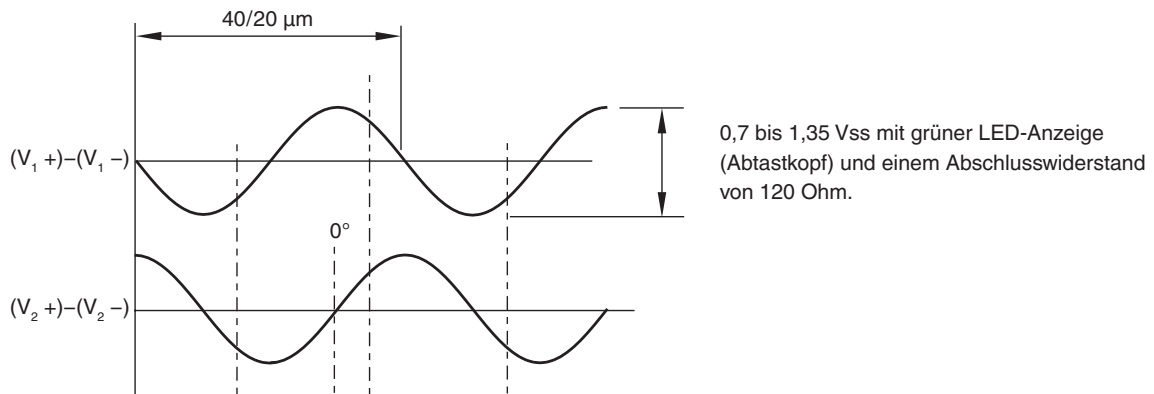 40/20 µm
(V₁ +)–(V₁ –)
0,7 bis 1,35 Vss mit grüner LED-Anzeige
(Abtastkopf) und einem Abschlusswiderstand
von 120 Ohm.
0°
(V₂ +)–(V₂ –)